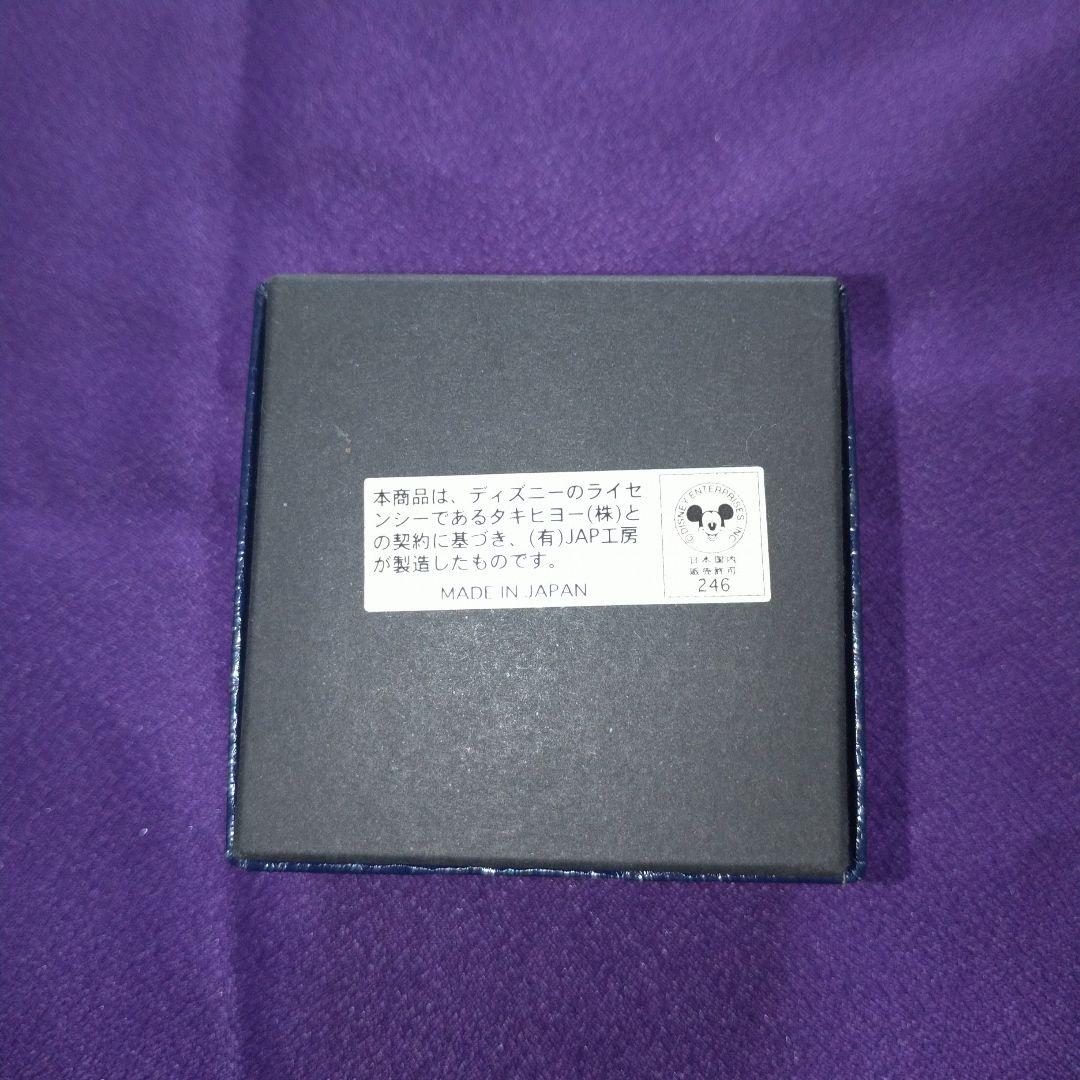 本商品は、ディズニーのライセ
ンシーであるタキヒヨー(株)と
の契約に基づき、(有)JAP工房
が製造したものです。
MADE IN JAPAN
©DISNEY ENTERPRISES, INC.
日本国内
販売許可
246